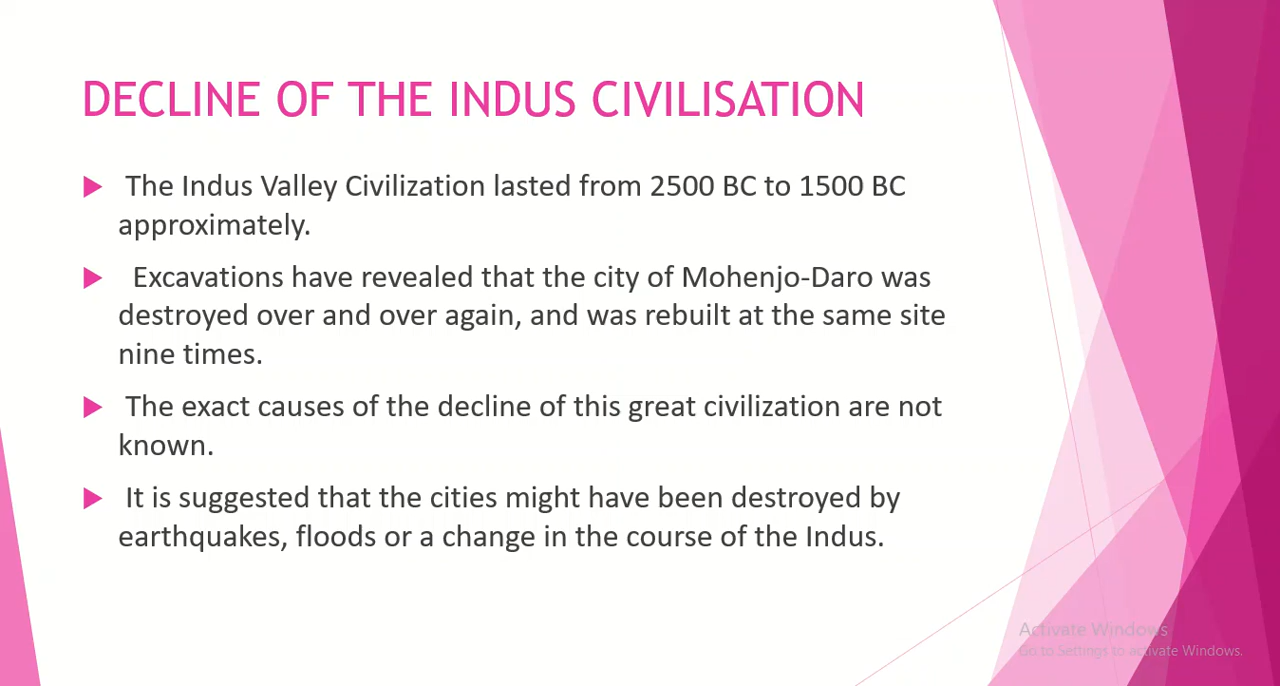 DECLINE OF THE INDUS CIVILISATION
The Indus Valley Civilization lasted from 2500 BC to 1500 BC
approximately.
Excavations have revealed that the city of Mohenjo-Daro was
destroyed over and over again, and was rebuilt at the same site
nine times.
The exact causes of the decline of this great civilization are not
known.
It is suggested that the cities might have been destroyed by
earthquakes, floods or a change in the course of the Indus.
Activate Windows
Go to Settings to activate Windows.